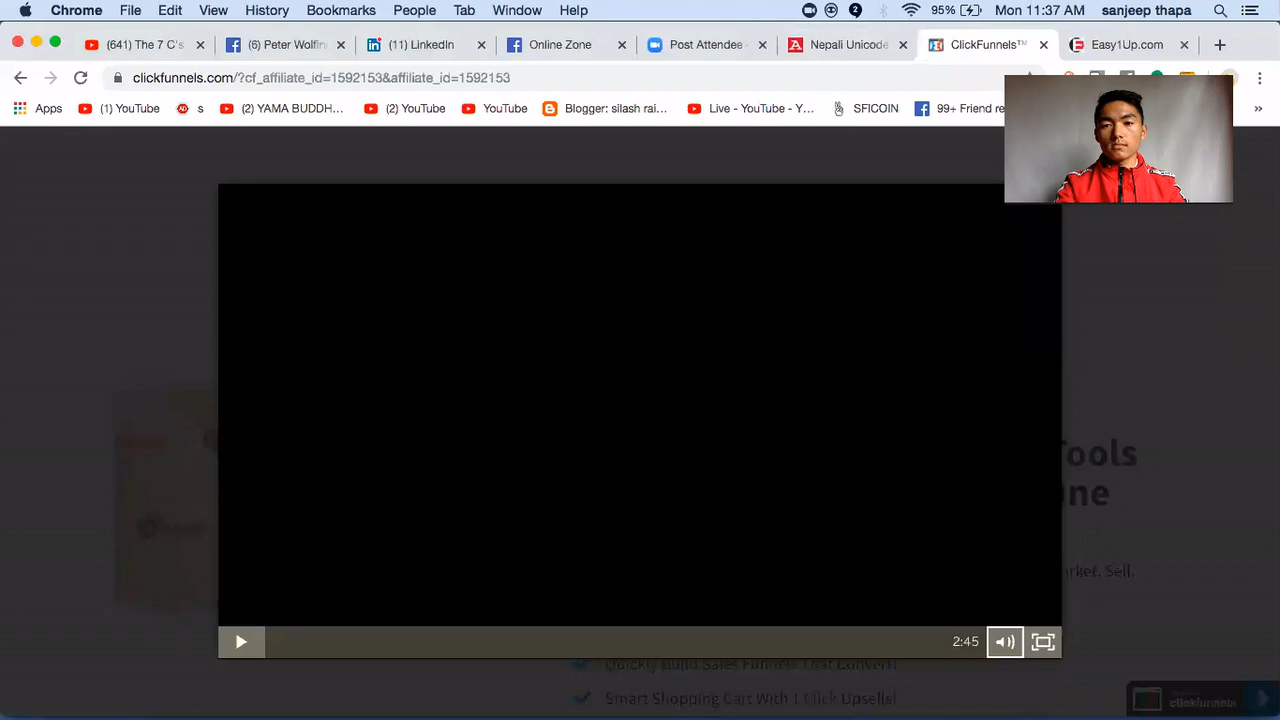 Chrome File Edit View History Bookmarks People Tab Window Help 2 95% Mon 11:37 AM sanjeep thapa
(641) The 7 C's (6) Peter Wolfin (11) LinkedIn Online Zone Post Attendee - Nepali Unicode ClickFunnels™ Easy1Up.com
clickfunnels.com/?cf_affiliate_id=1592153&affiliate_id=1592153
Apps (1) YouTube s (2) YAMA BUDDH... (2) YouTube YouTube Blogger: silash rai... Live - YouTube - Y... SFICOIN 99+ Friend re »
Tools
ne
rket. Sell.
2:45
Quickly Build Sales Funnels That Convert!
Smart Shopping Cart With 1 Click Upsells!
clickfunnels